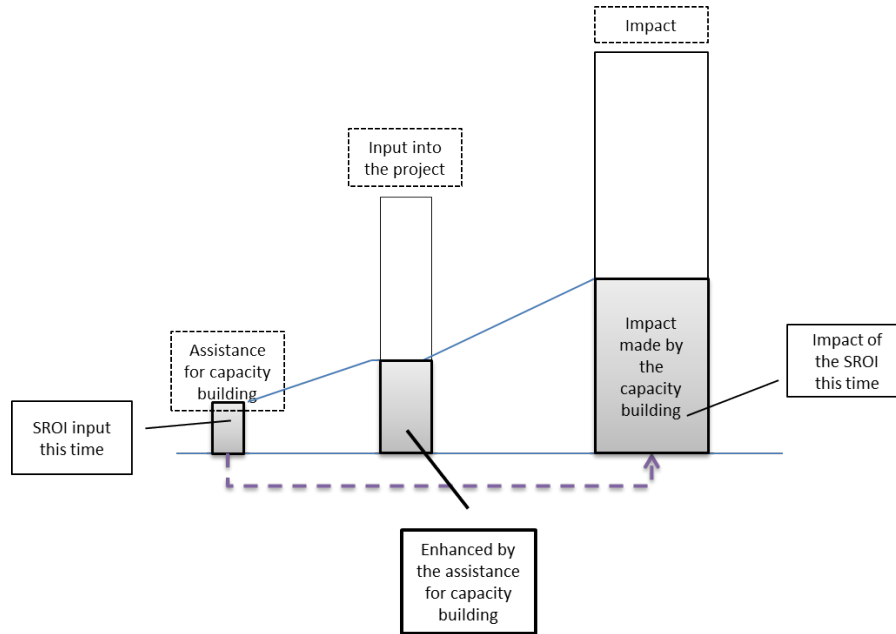 Impact
Input into
the project
Assistance
for capacity
building
SROI input
this time
Impact
made by
the
capacity
building
Impact of
the SROI
this time
Enhanced by
the assistance
for capacity
building